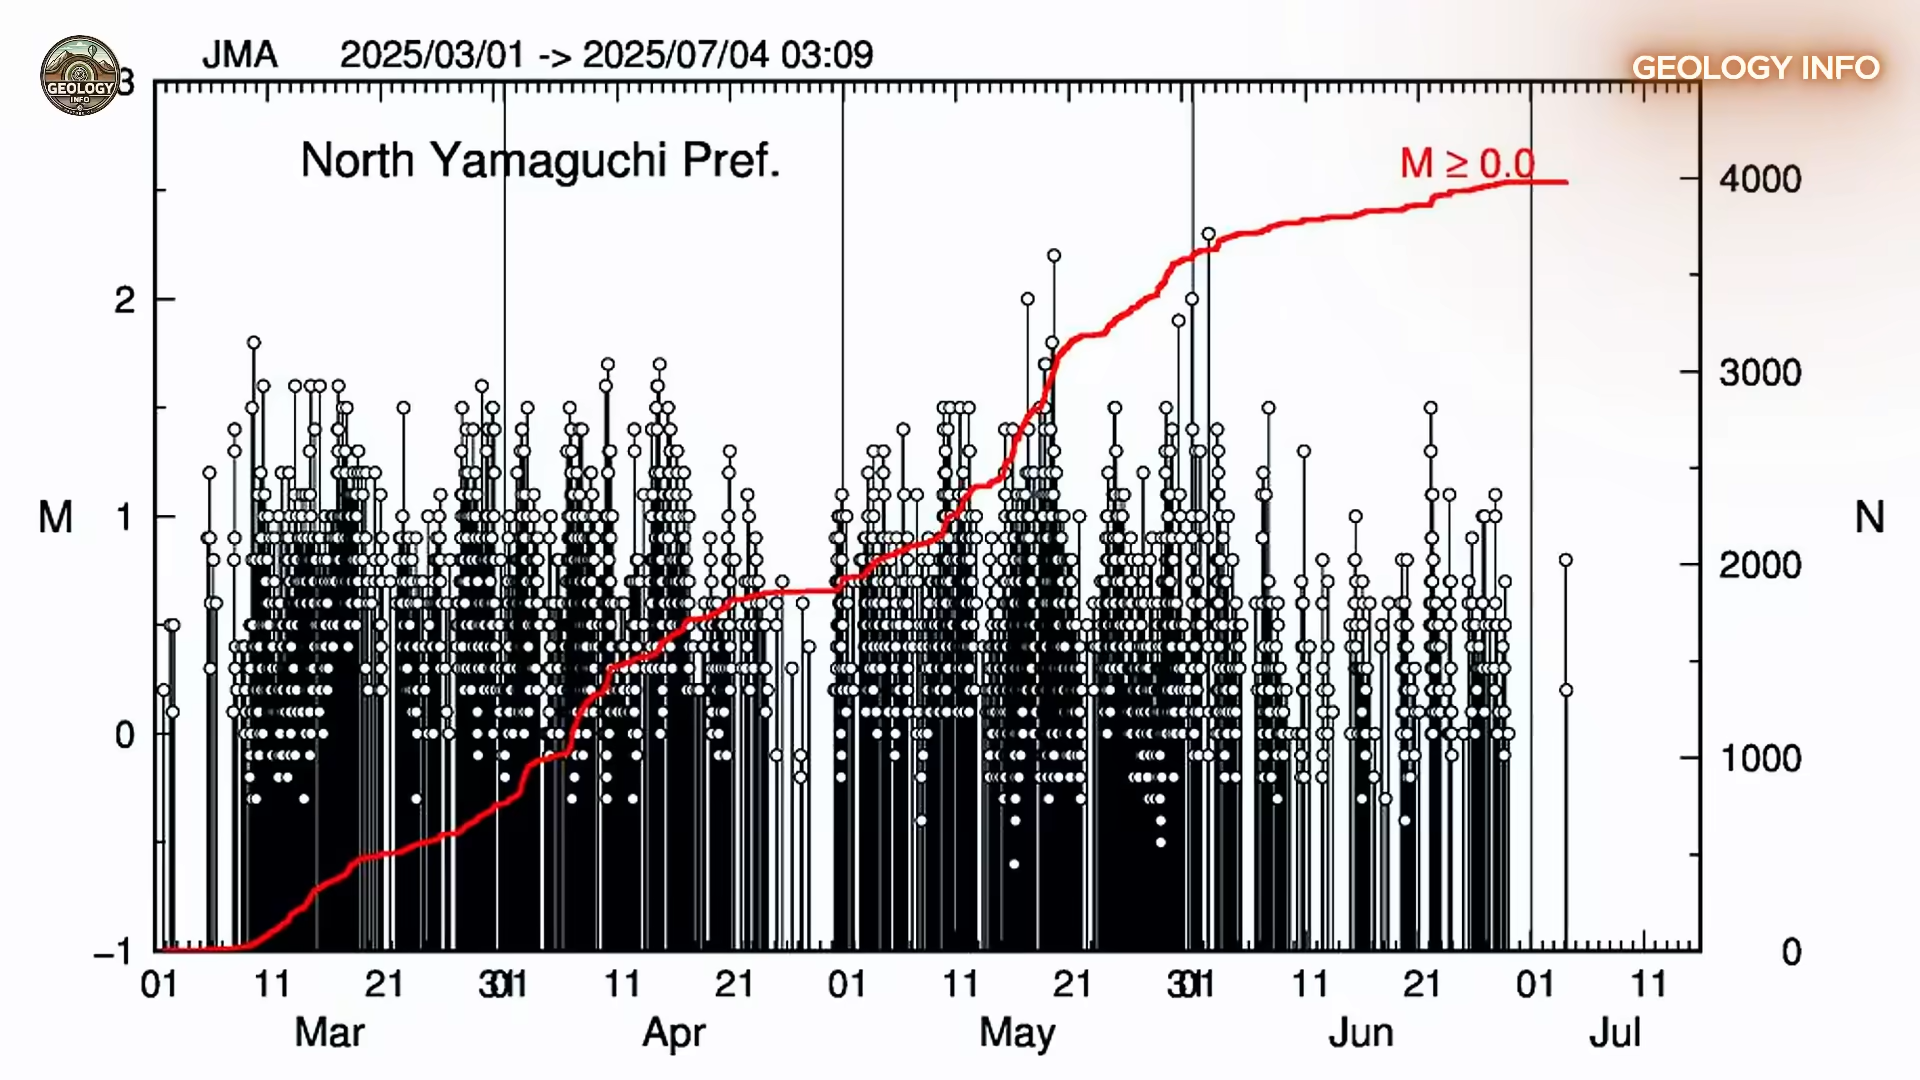 GEOLOGY
INFO
GEOLOGY INFO
JMA 2025/03/01 -> 2025/07/04 03:09
North Yamaguchi Pref.
M ≥ 0.0
3
2
1
0
−1
M
4000
3000
2000
1000
0
N
01 11 21 31 01 11 21 01 11 21 31 01 11 21 01 11
Mar Apr May Jun Jul